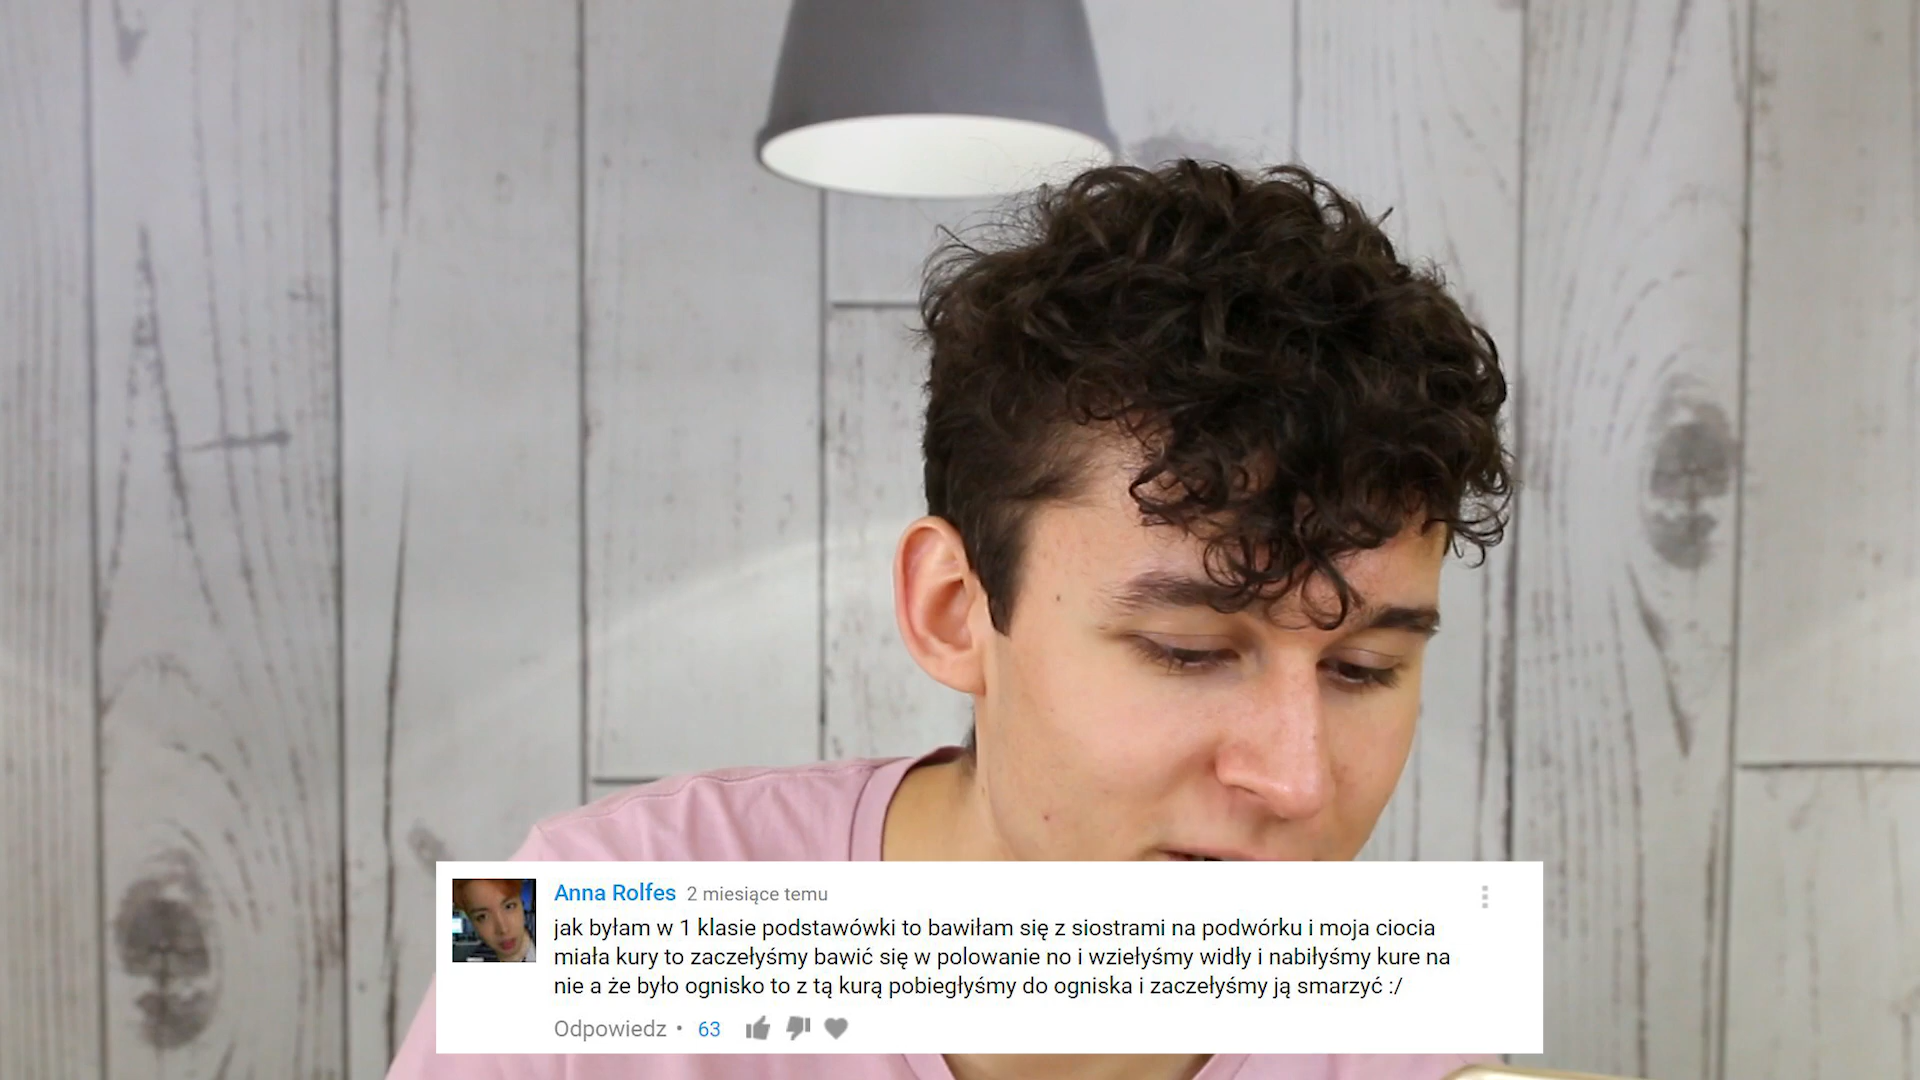 Anna Rolfes 2 miesiące temu
jak byłam w 1 klasie podstawówki to bawiłam się z siostrami na podwórku i moja ciocia
miała kury to zaczełyśmy bawić się w polowanie no i wziełyśmy widły i nabiłyśmy kure na
nie a że było ognisko to z tą kurą pobiegłyśmy do ogniska i zaczełyśmy ją smarzyć :/
Odpowiedz • 63